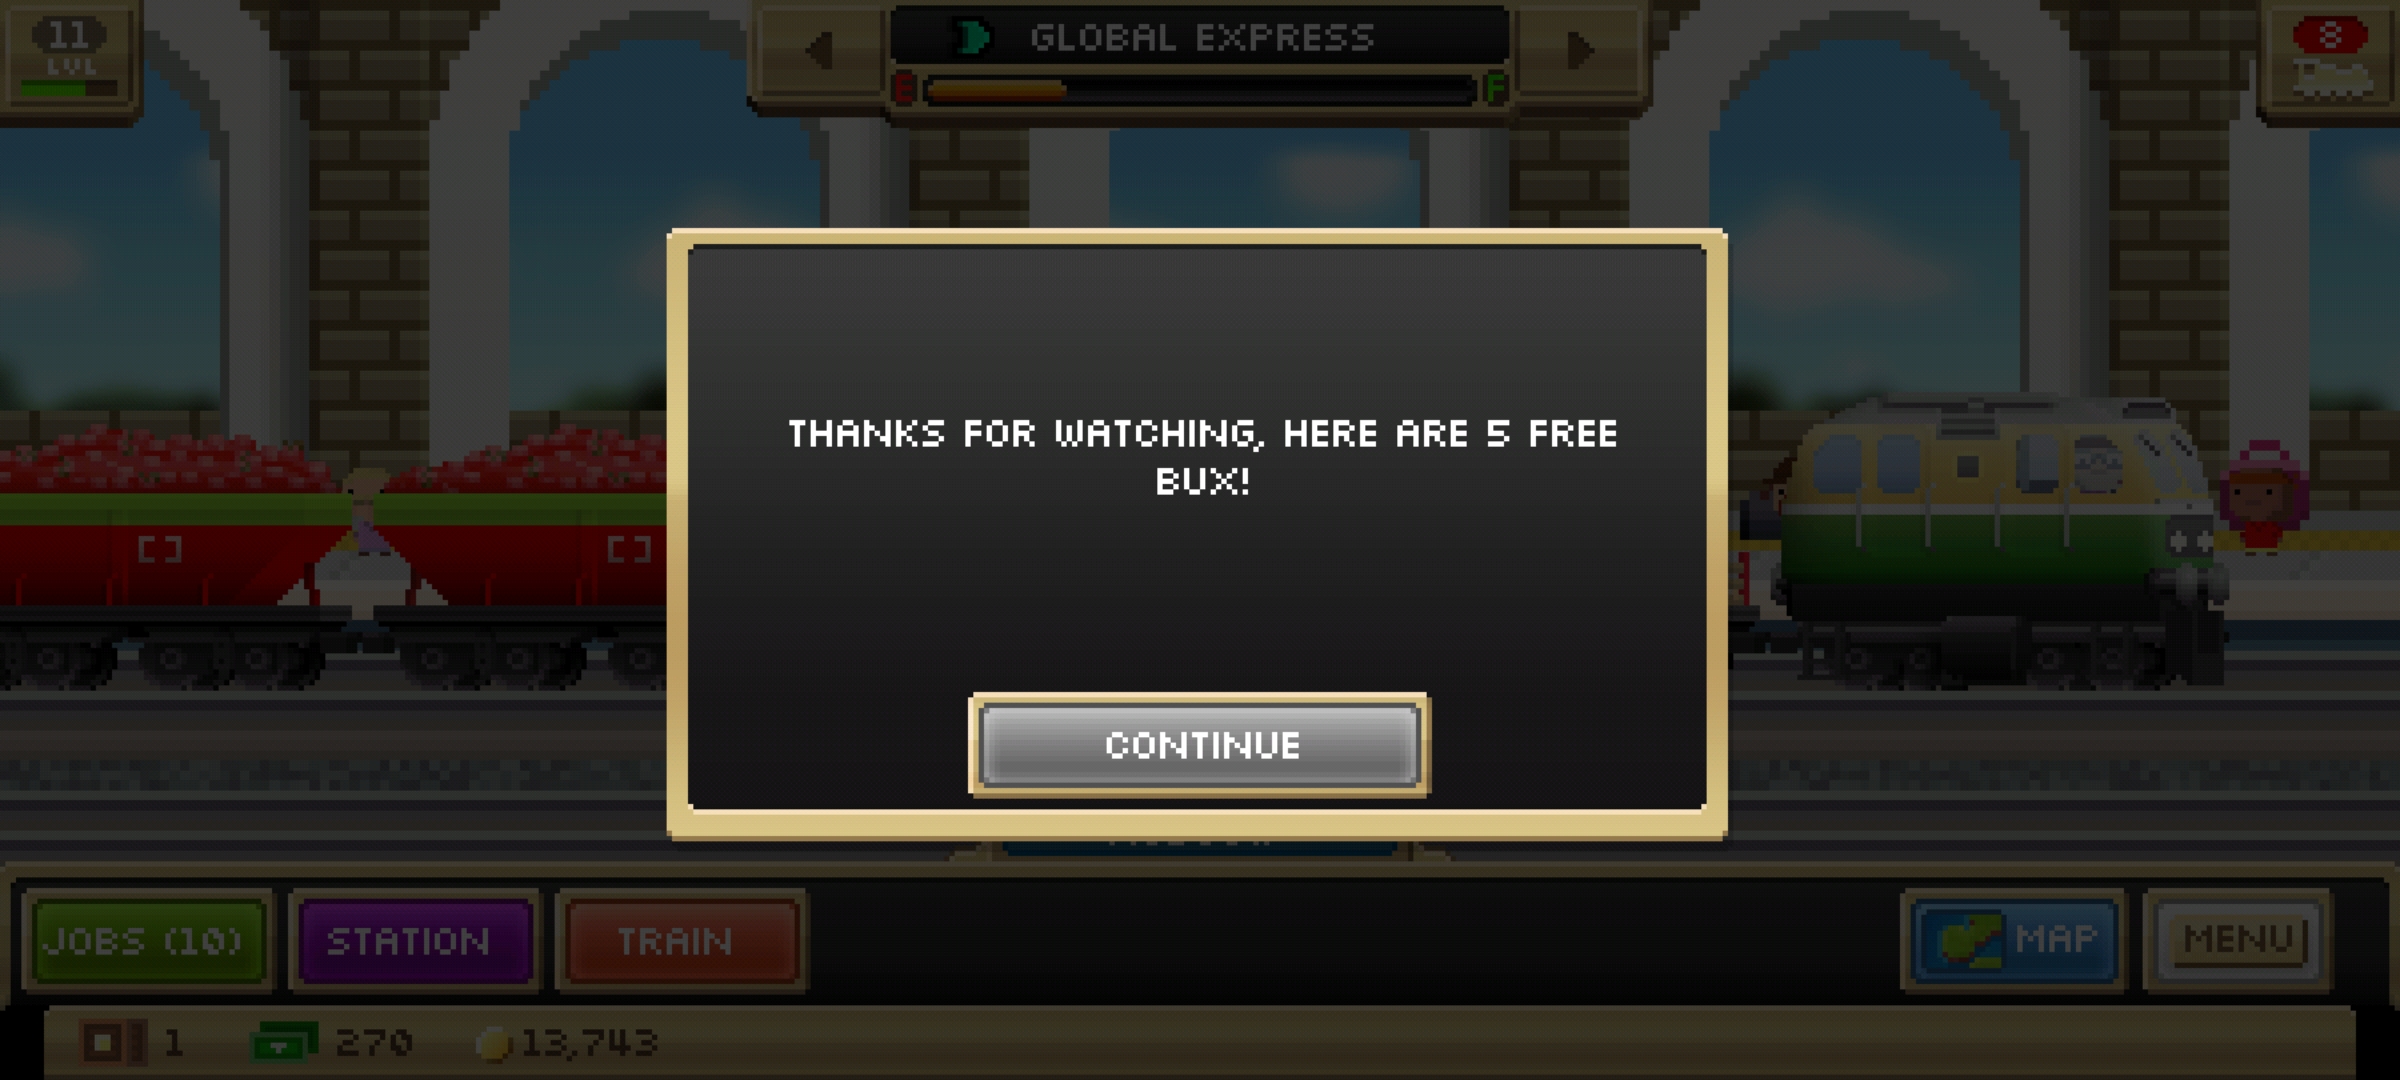 11
LVL
GLOBAL EXPRESS
E F
8
THANKS FOR WATCHING, HERE ARE 5 FREE
BUX!
CONTINUE
JOBS (10)
STATION
TRAIN
MAP
MENU
1
270
13,743